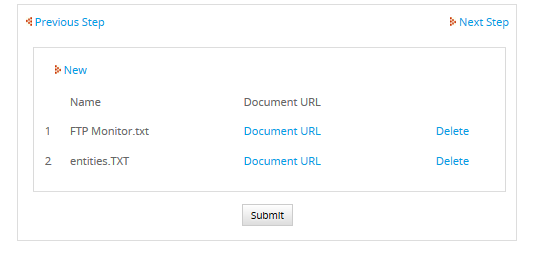 Previous Step Next Step
New
Name Document URL
1 FTP Monitor.txt Document URL Delete
2 entities.TXT Document URL Delete
Submit